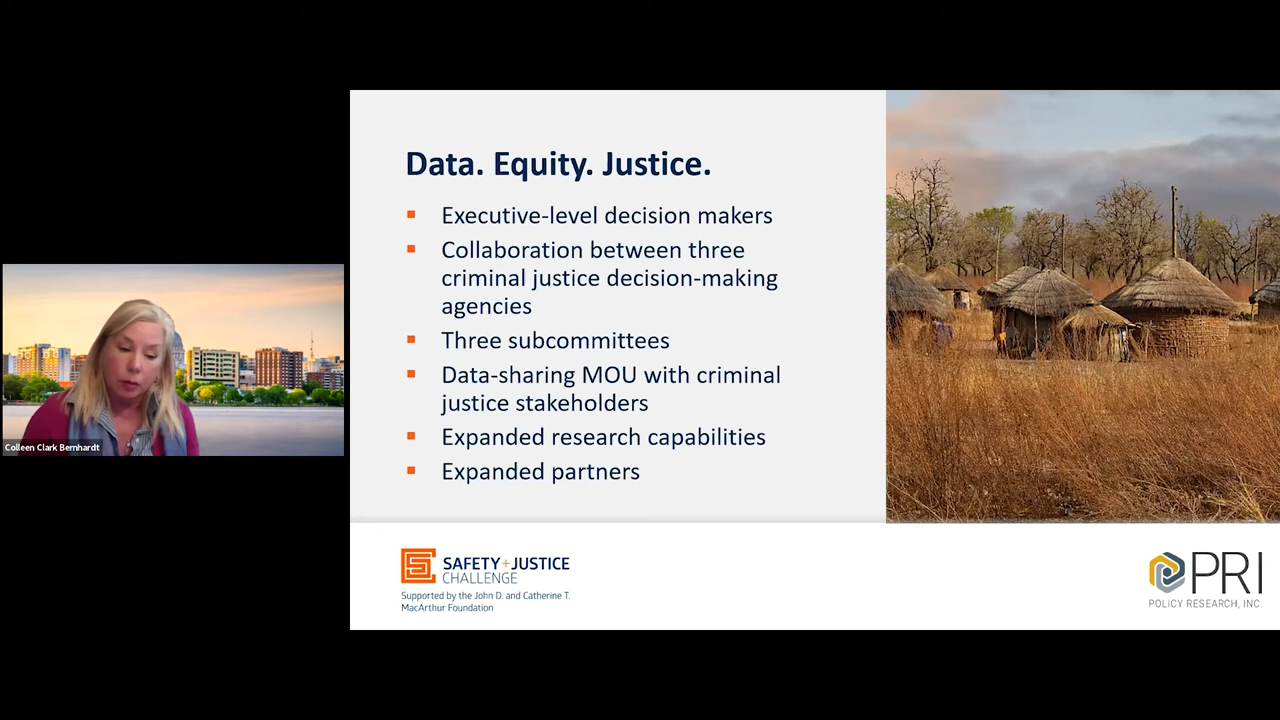 Data. Equity. Justice.
Executive-level decision makers
Collaboration between three
criminal justice decision-making
agencies
Three subcommittees
Data-sharing MOU with criminal
justice stakeholders
Expanded research capabilities
Expanded partners
Colleen Clark Bernhardt
SAFETY+JUSTICE
CHALLENGE
Supported by the John D. and Catherine T.
MacArthur Foundation
PRI
POLICY RESEARCH, INC.